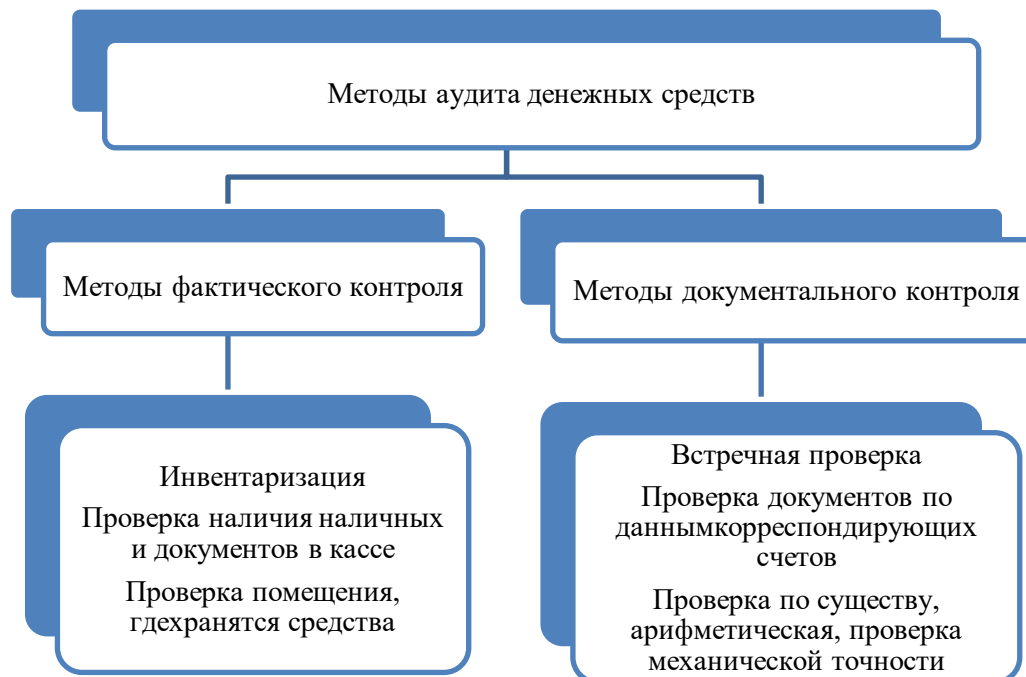 Методы аудита денежных средств
Методы фактического контроля
Методы документального контроля
Инвентаризация
Проверка наличия наличных
и документов в кассе
Проверка помещения,
гдехранятся средства
Встречная проверка
Проверка документов по
даннымкорреспондирующих
счетов
Проверка по существу,
арифметическая, проверка
механической точности